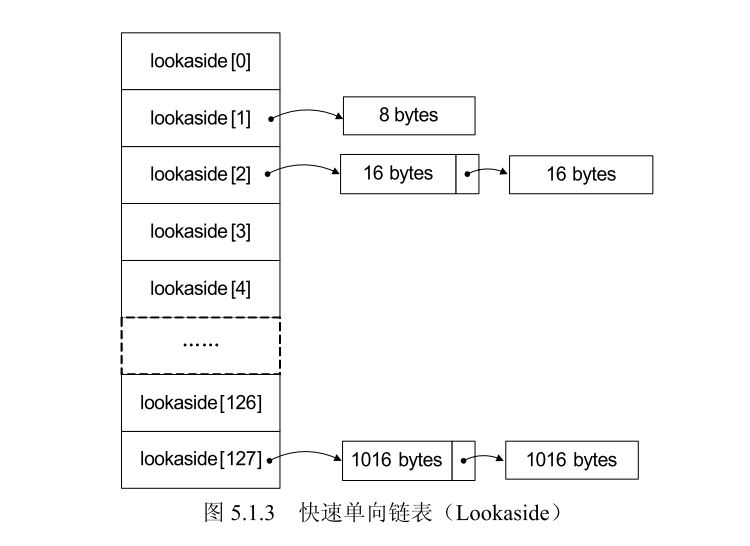 lookaside[0]
lookaside[1]
8 bytes
lookaside[2]
16 bytes
16 bytes
lookaside[3]
lookaside[4]
······
lookaside[126]
lookaside[127]
1016 bytes
1016 bytes
图 5.1.3 快速单向链表（Lookaside）